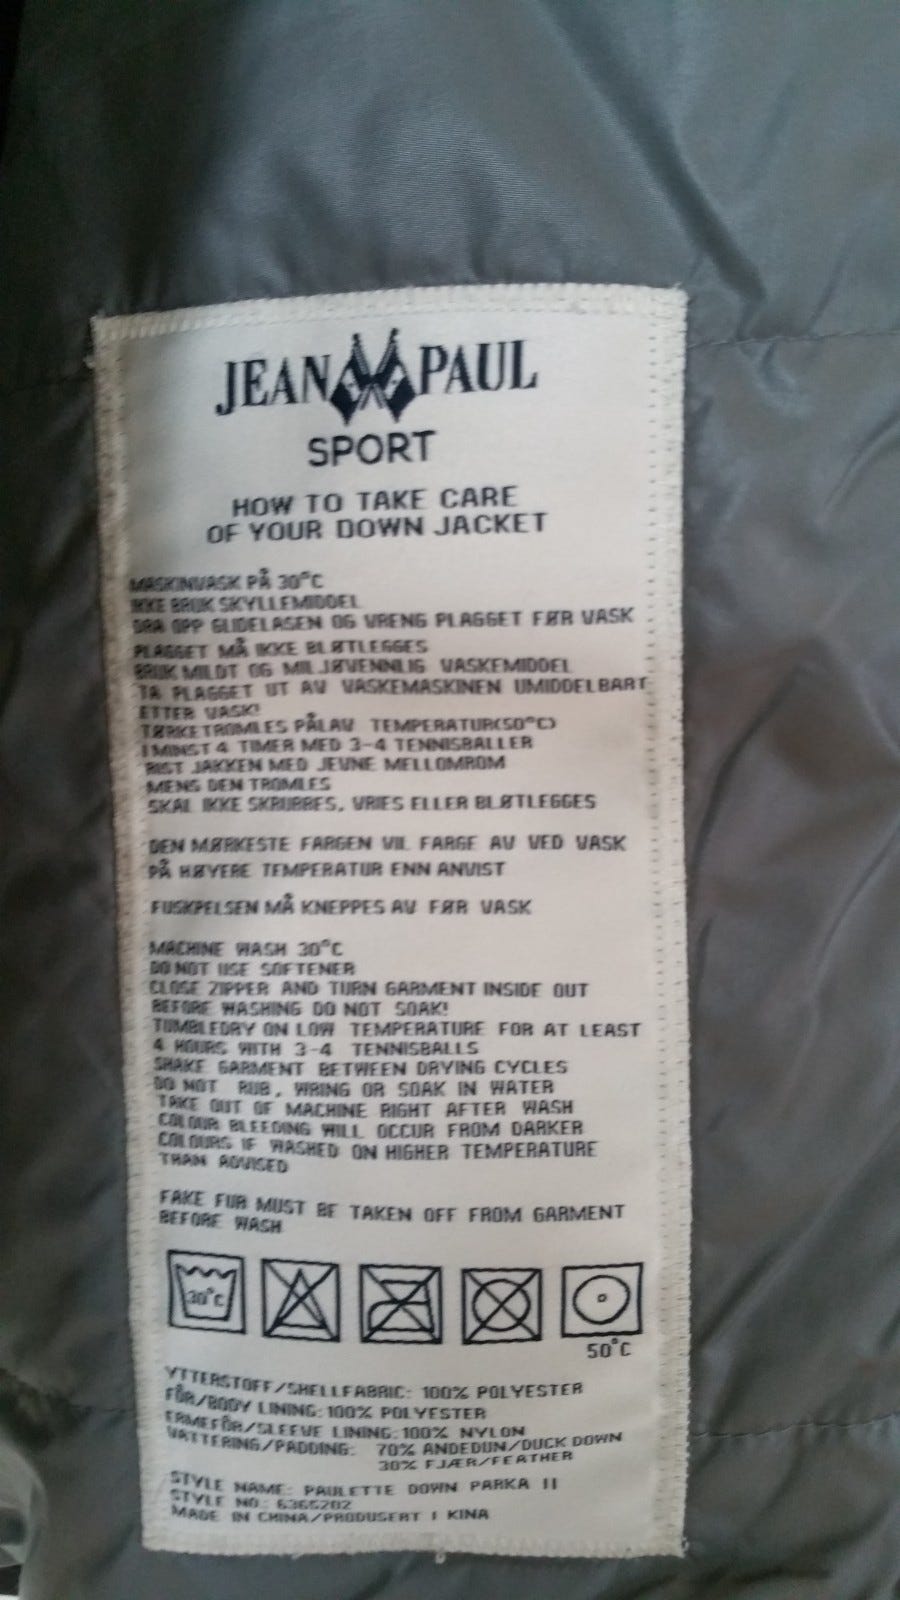 JEAN PAUL
SPORT
HOW TO TAKE CARE
OF YOUR DOWN JACKET
MASKINVASK PÅ 30°C
IKKE BRUK SKYLLEMIDDEL
DRA OPP GLIDELÅSEN OG VRENG PLAGGET FØR VASK
PLAGGET MÅ IKKE BLØTLEGGES
BRUK MILDT OG MILJØVENNLIG VASKEMIDDEL
TA PLAGGET UT AV VASKEMASKINEN UMIDDELBART
ETTER VASK!
TØRKETROMLES PÅ LAV TEMPERATUR(50°C)
I MINST 4 TIMER MED 3-4 TENNISBALLER
RIST JAKKEN MED JEVNE MELLOMROM
MENS DEN TROMLES
SKAL IKKE SKRUBBES, VRIES ELLER BLØTLEGGES
DEN MØRKESTE FARGEN VIL FARGE AV VED VASK
PÅ HØYERE TEMPERATUR ENN ANVIST
FUSKPELSEN MÅ KNEPPES AV FØR VASK
MACHINE WASH 30°C
DO NOT USE SOFTENER
CLOSE ZIPPER AND TURN GARMENT INSIDE OUT
BEFORE WASHING DO NOT SOAK!
TUMBLEDRY ON LOW TEMPERATURE FOR AT LEAST
4 HOURS WITH 3-4 TENNISBALLS
SHAKE GARMENT BETWEEN DRYING CYCLES
DO NOT RUB, WRING OR SOAK IN WATER
TAKE OUT OF MACHINE RIGHT AFTER WASH
COLOUR BLEEDING WILL OCCUR FROM DARKER
COLOURS IF WASHED ON HIGHER TEMPERATURE
THAN ADVISED
FAKE FUR MUST BE TAKEN OFF FROM GARMENT
BEFORE WASH
30°C
50°C
YTTERSTOFF/SHELLFABRIC: 100% POLYESTER
FÔR/BODY LINING: 100% POLYESTER
ERMEFÔR/SLEEVE LINING: 100% NYLON
VATTERING/PADDING: 70% ANDEDUN/DUCK DOWN
30% FJÆR/FEATHER
STYLE NAME: PAULETTE DOWN PARKA II
STYLE NO.: 6365202
MADE IN CHINA/PRODUSERT I KINA